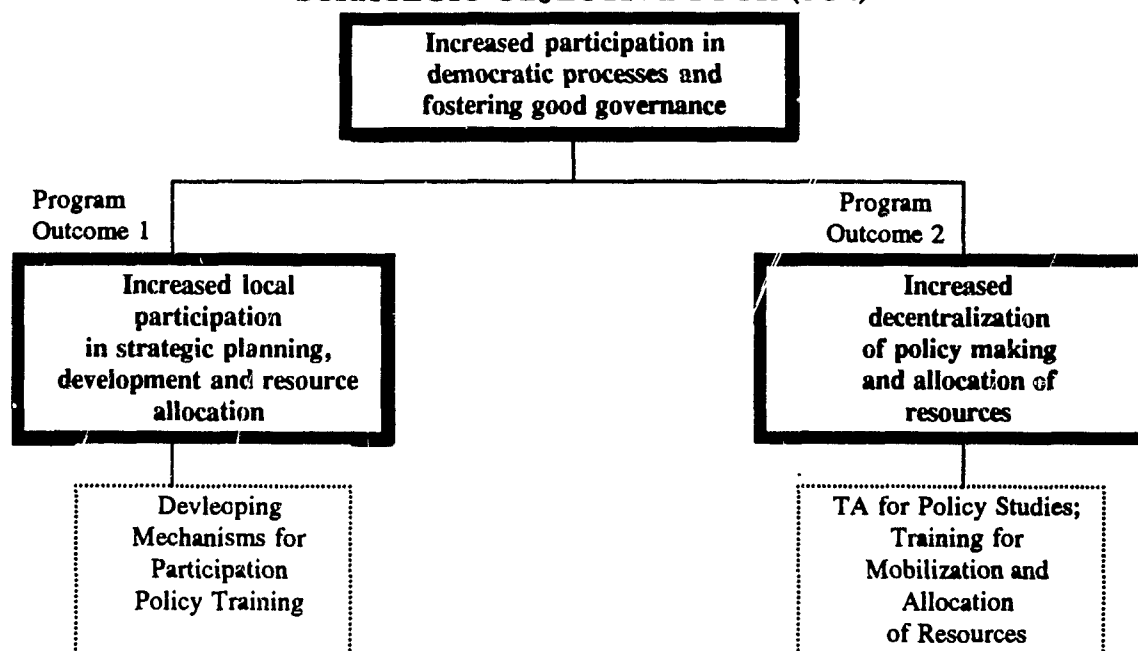 Increased participation in
democratic processes and
fostering good governance
Program
Outcome 1
Program
Outcome 2
Increased local
participation
in strategic planning,
development and resource
allocation
Increased
decentralization
of policy making
and allocation of
resources
Devleoping
Mechanisms for
Participation
Policy Training
TA for Policy Studies;
Training for
Mobilization and
Allocation
of Resources